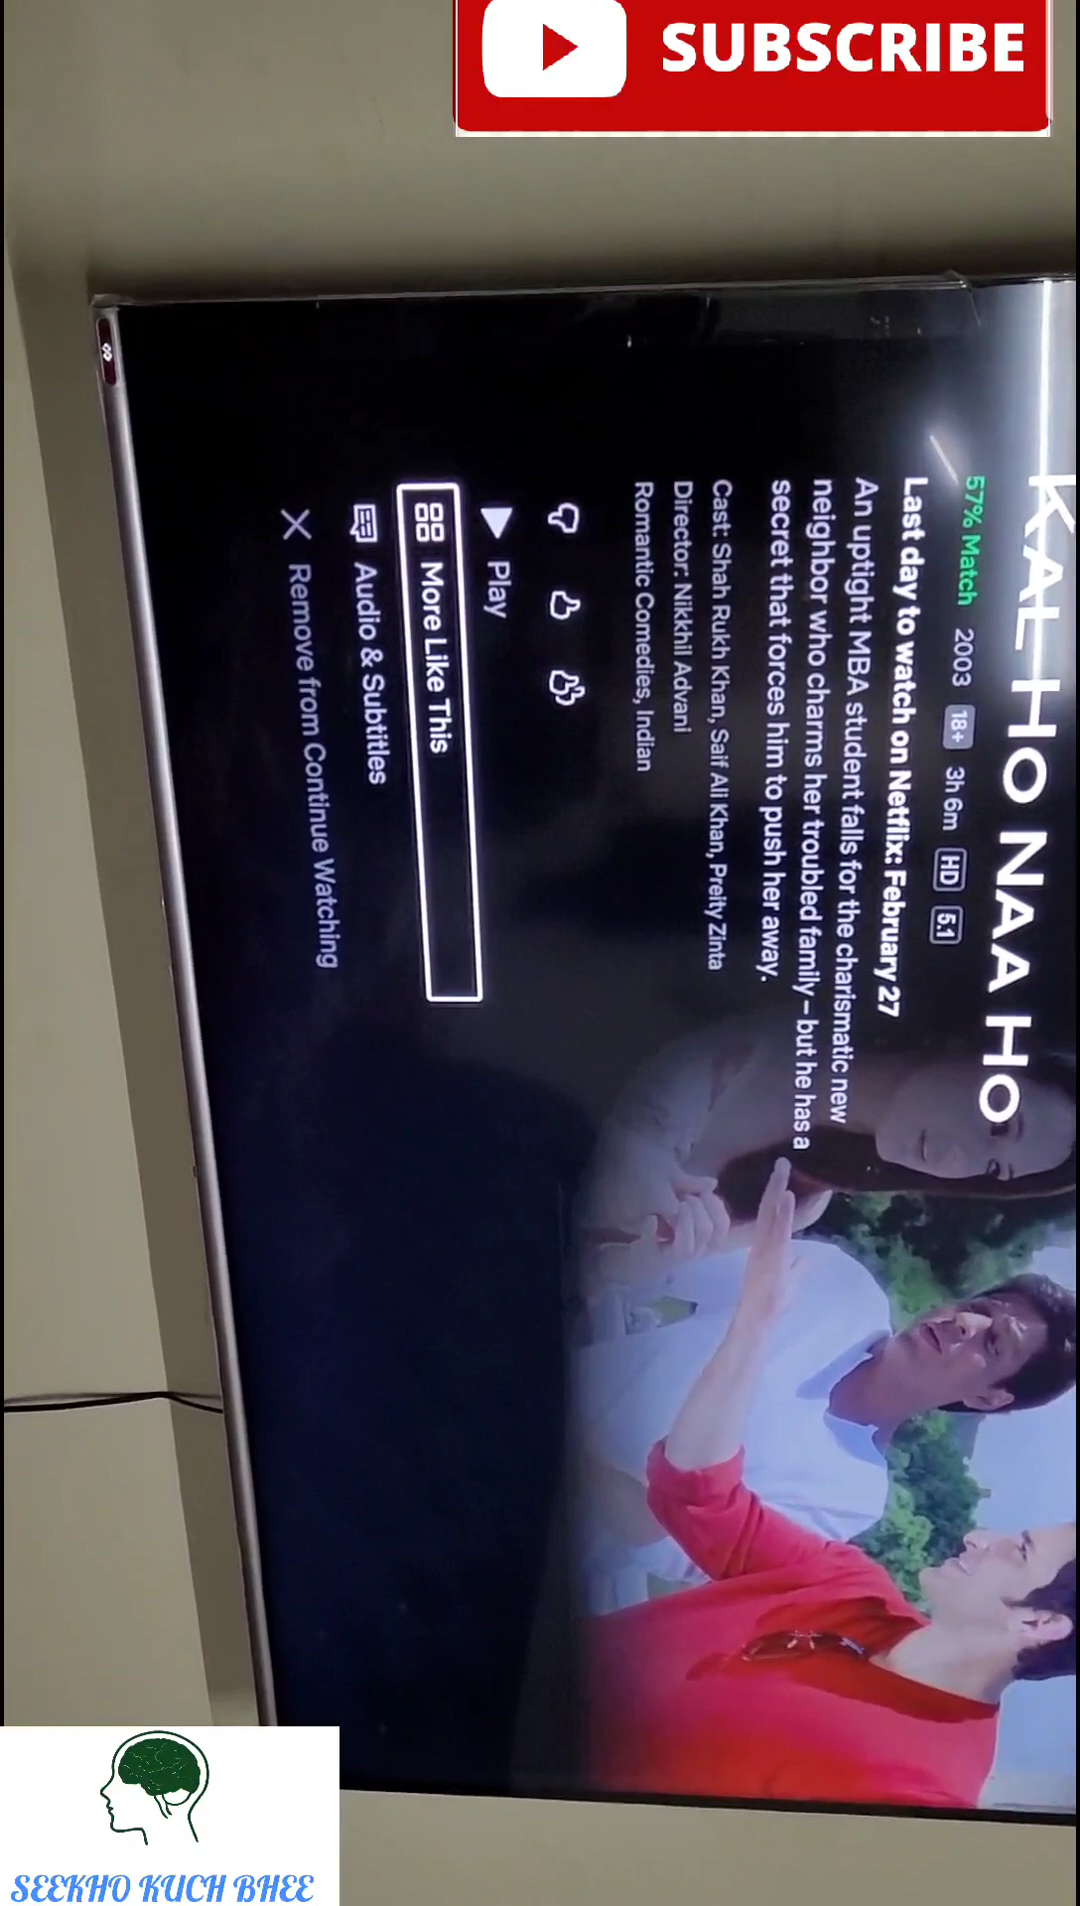 SUBSCRIBE
KAL HO NAA HO
57% Match 2003 18+ 3h 6m HD 5.1
Last day to watch on Netflix: February 27
An uptight MBA student falls for the charismatic new
neighbor who charms her troubled family – but he has a
secret that forces him to push her away.
Cast: Shah Rukh Khan, Saif Ali Khan, Preity Zinta
Director: Nikkhil Advani
Romantic Comedies, Indian
Play
More Like This
Audio & Subtitles
Remove from Continue Watching
SEEKHO KUCH BHEE